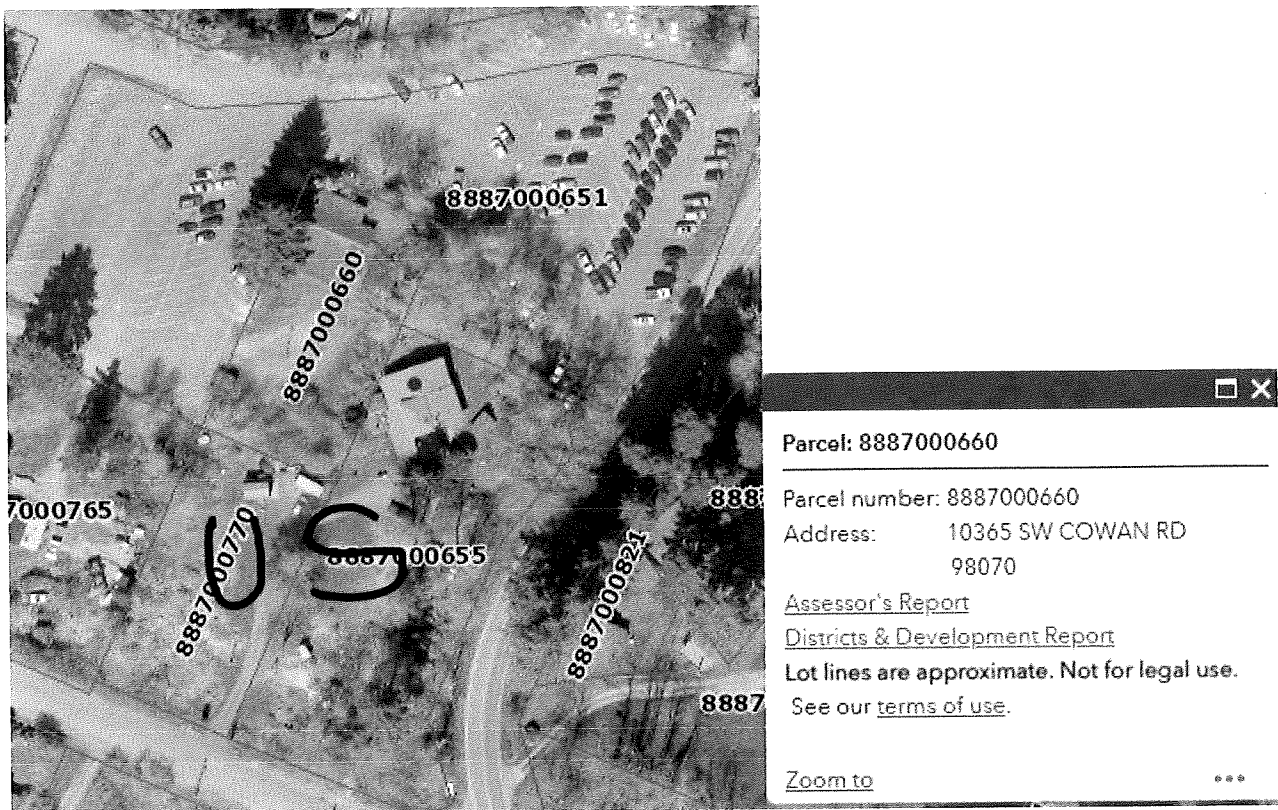 8887000651
8887000660
7000765
8887000770
US
8887000655
8887000821
888
8887
Parcel: 8887000660
Parcel number: 8887000660
Address: 10365 SW COWAN RD
98070
Assessor's Report
Districts & Development Report
Lot lines are approximate. Not for legal use.
See our terms of use.
Zoom to